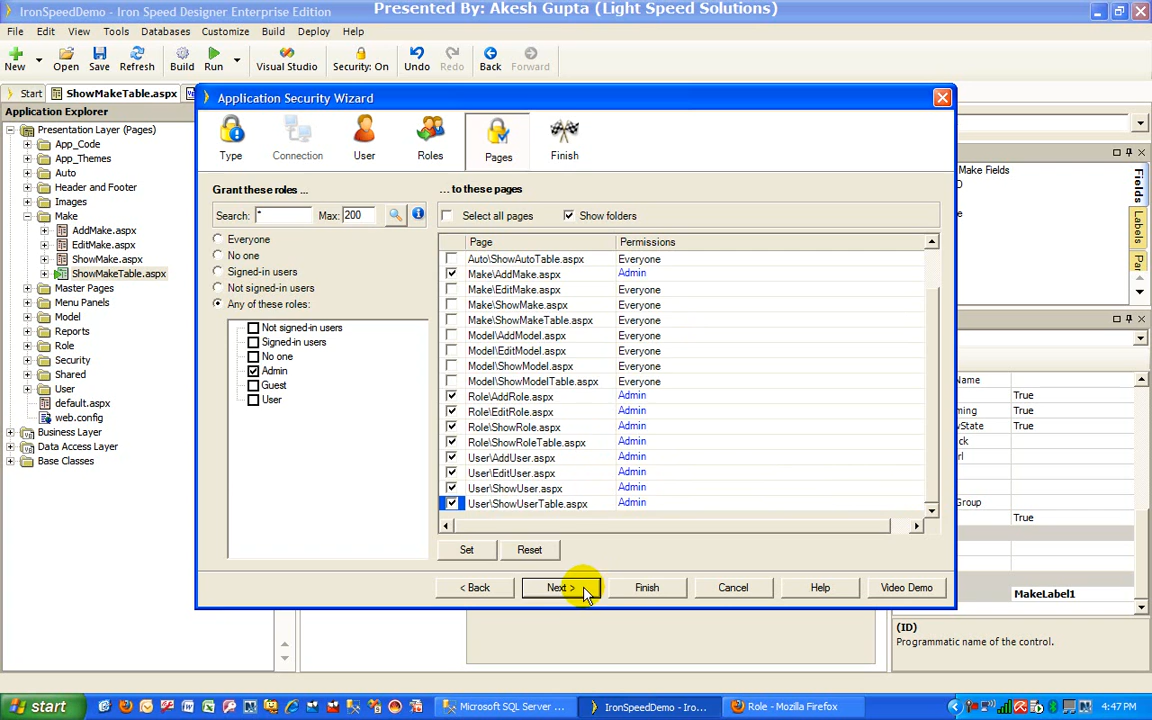 IronSpeedDemo - Iron Speed Designer Enterprise Edition
Presented By: Akesh Gupta (Light Speed Solutions)
File Edit View Tools Databases Customize Build Deploy Help
New Open Save Refresh Build Run Visual Studio Security: On Undo Redo Back Forward
Start ShowMakeTable.aspx
Application Explorer
Presentation Layer (Pages)
App_Code
App_Themes
Auto
Header and Footer
Images
Make
AddMake.aspx
EditMake.aspx
ShowMake.aspx
ShowMakeTable.aspx
Master Pages
Menu Panels
Model
Reports
Role
Security
Shared
User
default.aspx
web.config
Business Layer
Data Access Layer
Base Classes
Application Security Wizard
Type Connection User Roles Pages Finish
Grant these roles ...
Search: * Max: 200
Everyone
No one
Signed-in users
Not signed-in users
Any of these roles:
Not signed-in users
Signed-in users
No one
Admin
Guest
User
... to these pages
Select all pages Show folders
Page Permissions
Auto\ShowAutoTable.aspx Everyone
Make\AddMake.aspx Admin
Make\EditMake.aspx Everyone
Make\ShowMake.aspx Everyone
Make\ShowMakeTable.aspx Everyone
Model\AddModel.aspx Everyone
Model\EditModel.aspx Everyone
Model\ShowModel.aspx Everyone
Model\ShowModelTable.aspx Everyone
Role\AddRole.aspx Admin
Role\EditRole.aspx Admin
Role\ShowRole.aspx Admin
Role\ShowRoleTable.aspx Admin
User\AddUser.aspx Admin
User\EditUser.aspx Admin
User\ShowUser.aspx Admin
User\ShowUserTable.aspx Admin
Set Reset
< Back Next > Finish Cancel Help Video Demo
Make Fields
Fields
Labels
Name
True
True
True
Group
True
MakeLabel1
(ID)
Programmatic name of the control.
start
Microsoft SQL Server ...
IronSpeedDemo - Iro...
Role - Mozilla Firefox
4:47 PM